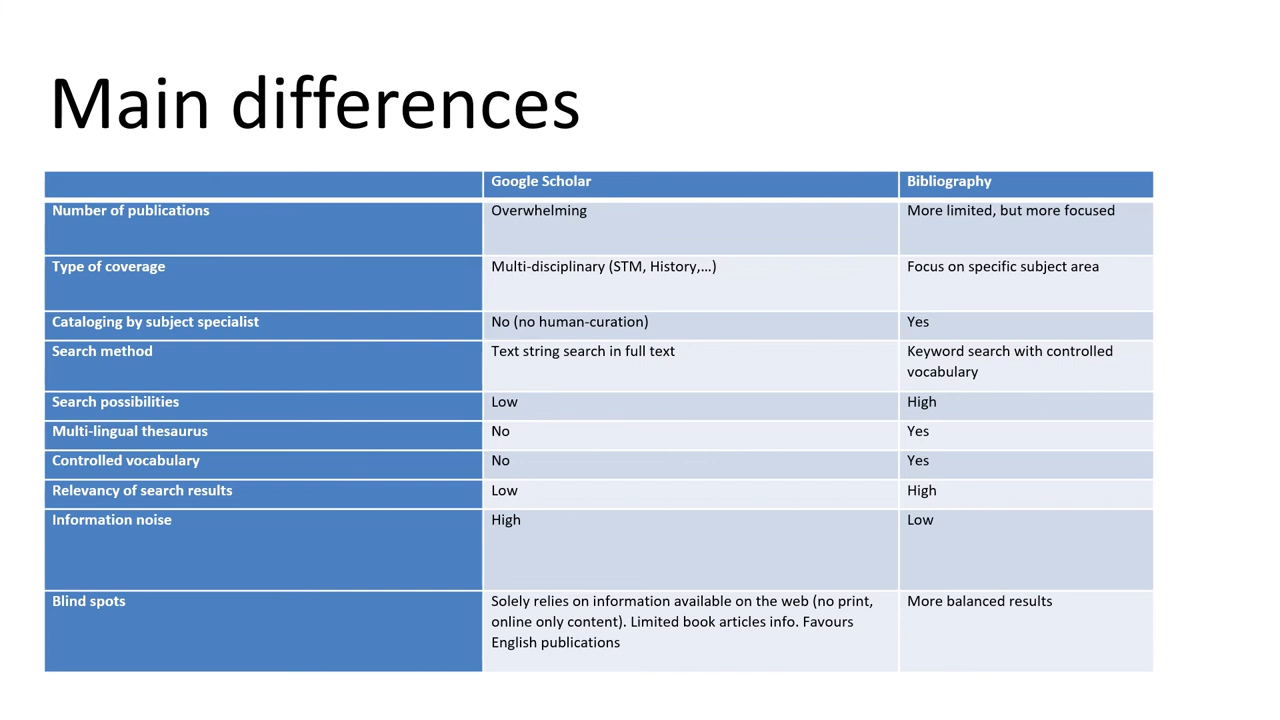 Main differences
Google Scholar Bibliography
Number of publications Overwhelming More limited, but more focused
Type of coverage Multi-disciplinary (STM, History,...) Focus on specific subject area
Cataloging by subject specialist No (no human-curation) Yes
Search method Text string search in full text Keyword search with controlled
vocabulary
Search possibilities Low High
Multi-lingual thesaurus No Yes
Controlled vocabulary No Yes
Relevancy of search results Low High
Information noise High Low
Blind spots Solely relies on information available on the web (no print, More balanced results
online only content). Limited book articles info. Favours
English publications